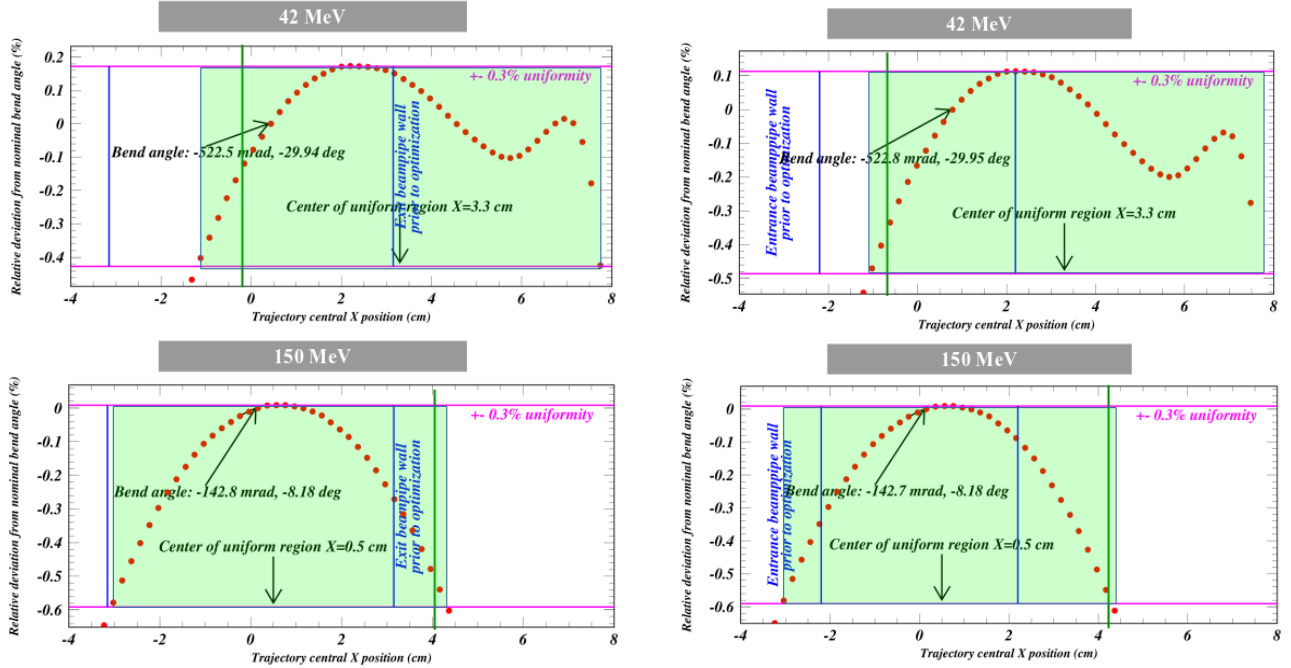 42 MeV
Relative deviation from nominal bend angle (%)
0.2
0.1
0
-0.1
-0.2
-0.3
-0.4
+- 0.3% uniformity
Bend angle: -522.5 mrad, -29.94 deg
Exit beampipe wall
prior to optimization
Center of uniform region X=3.3 cm
-4 -2 0 2 4 6 8
Trajectory central X position (cm)
42 MeV
Relative deviation from nominal bend angle (%)
0.1
0
-0.1
-0.2
-0.3
-0.4
-0.5
+- 0.3% uniformity
Entrance beamppipe wall
prior to optimization
Bend angle: -522.8 mrad, -29.95 deg
Center of uniform region X=3.3 cm
-4 -2 0 2 4 6 8
Trajectory central X position (cm)
150 MeV
Relative deviation from nominal bend angle (%)
0
-0.1
-0.2
-0.3
-0.4
-0.5
-0.6
+- 0.3% uniformity
Bend angle: -142.8 mrad, -8.18 deg
Exit beampipe wall
prior to optimization
Center of uniform region X=0.5 cm
-4 -2 0 2 4 6 8
Trajectory central X position (cm)
150 MeV
Relative deviation from nominal bend angle (%)
0
-0.1
-0.2
-0.3
-0.4
-0.5
-0.6
+- 0.3% uniformity
Entrance beamppipe wall
prior to optimization
Bend angle: -142.7 mrad, -8.18 deg
Center of uniform region X=0.5 cm
-4 -2 0 2 4 6 8
Trajectory central X position (cm)